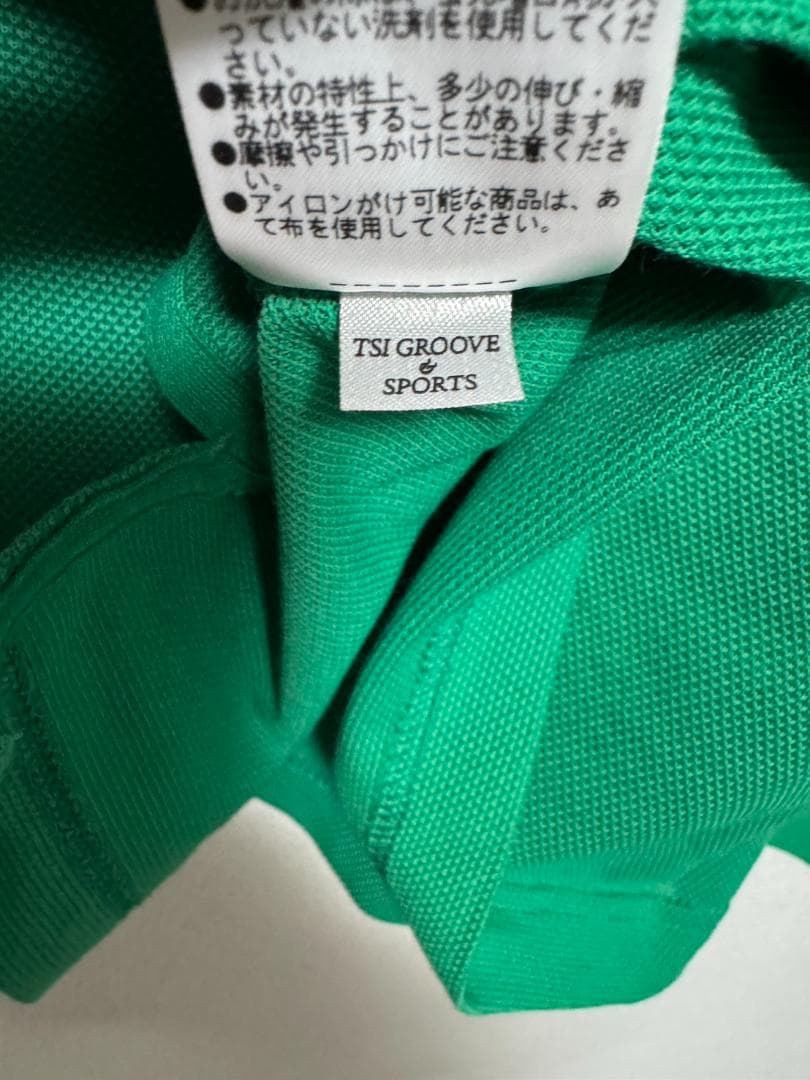 っていない洗剤を使用してくだ
さい。
●素材の特性上、多少の伸び・縮
みが発生することがあります。
●摩擦や引っかけにご注意くださ
い。
●アイロンがけ可能な商品は、あ
て布を使用してください。
TSI GROOVE
&
SPORTS